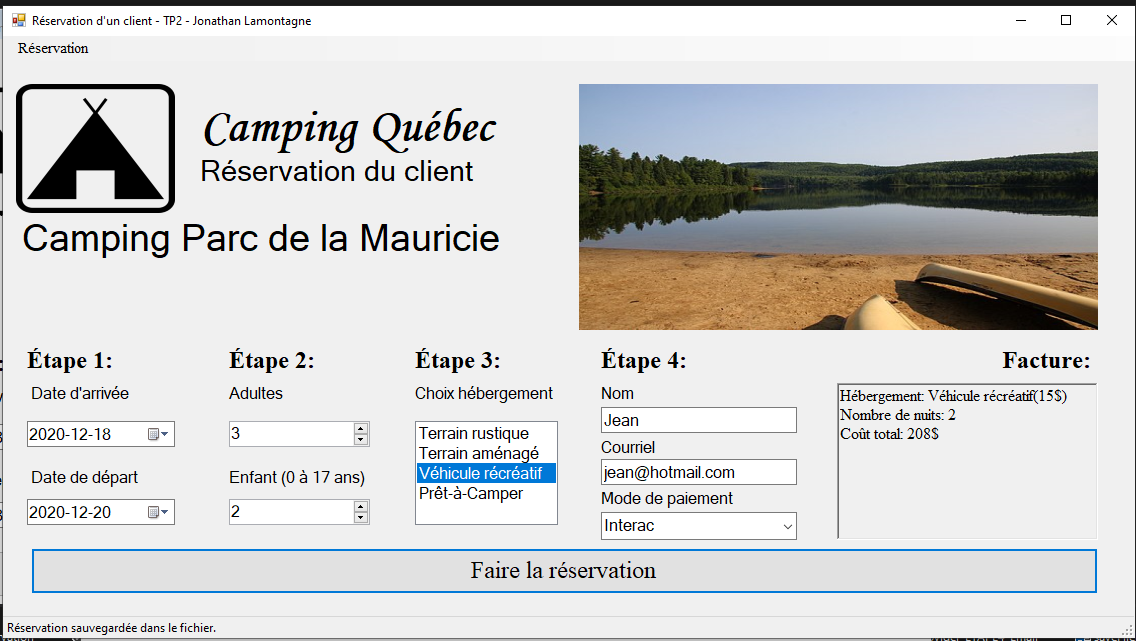 Réservation d'un client - TP2 - Jonathan Lamontagne
Réservation
Camping Québec
Réservation du client
Camping Parc de la Mauricie
Étape 1:
Date d'arrivée
2020-12-18
Date de départ
2020-12-20
Étape 2:
Adultes
3
Enfant (0 à 17 ans)
2
Étape 3:
Choix hébergement
Terrain rustique
Terrain aménagé
Véhicule récréatif
Prêt-à-Camper
Étape 4:
Nom
Jean
Courriel
jean@hotmail.com
Mode de paiement
Interac
Facture:
Hébergement: Véhicule récréatif(15$)
Nombre de nuits: 2
Coût total: 208$
Faire la réservation
Réservation sauvegardée dans le fichier.